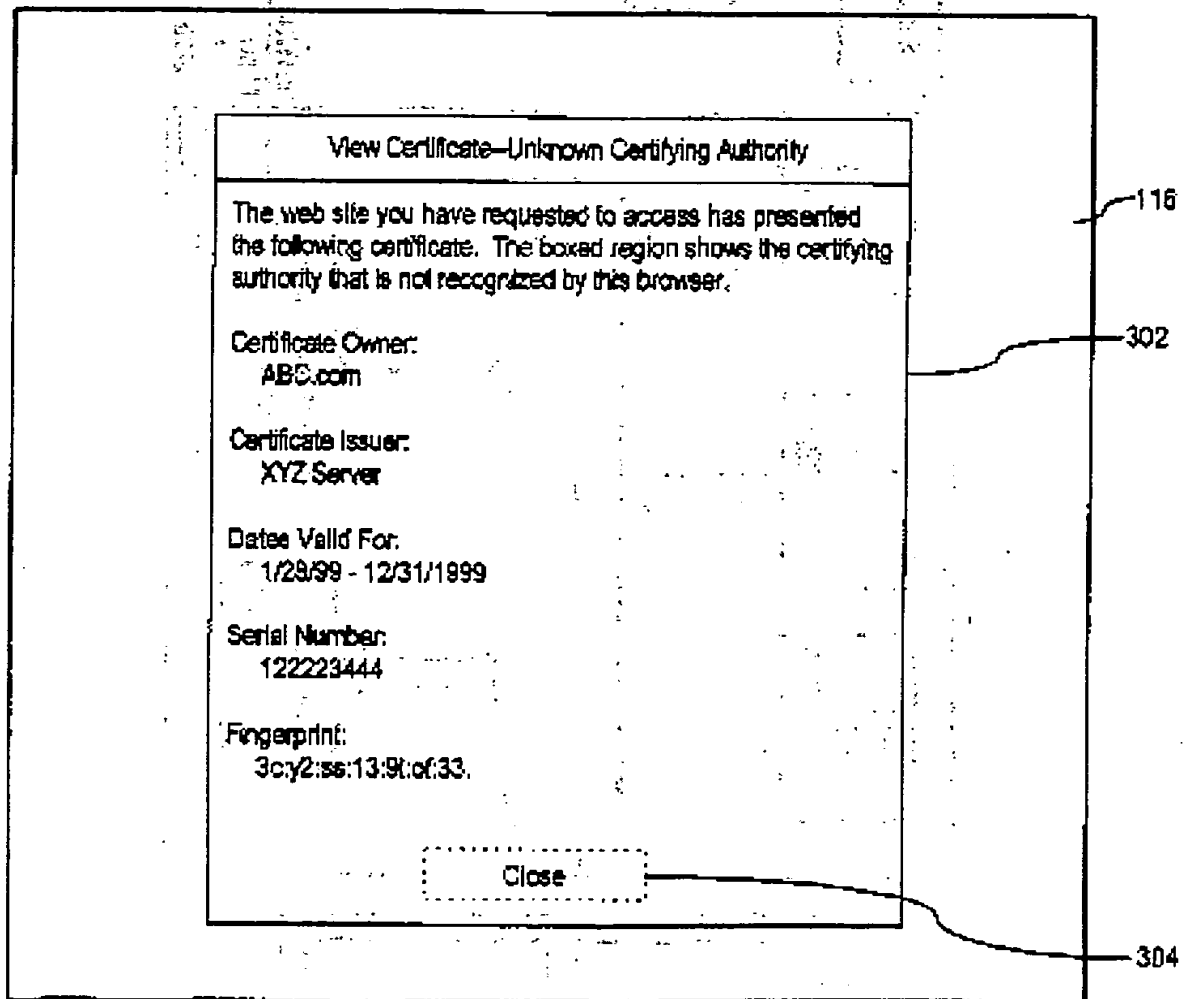 View Certificate–Unknown Certifying Authority
The web site you have requested to access has presented
the following certificate. The boxed region shows the certifying
authority that is not recognized by this browser.
Certificate Owner:
ABC.com
Certificate Issuer:
XYZ Server
Dates Valid For:
1/29/99 - 12/31/1999
Serial Number:
122223444
Fingerprint:
3c:y2:ss:13:9t:of:33.
Close
116
302
304